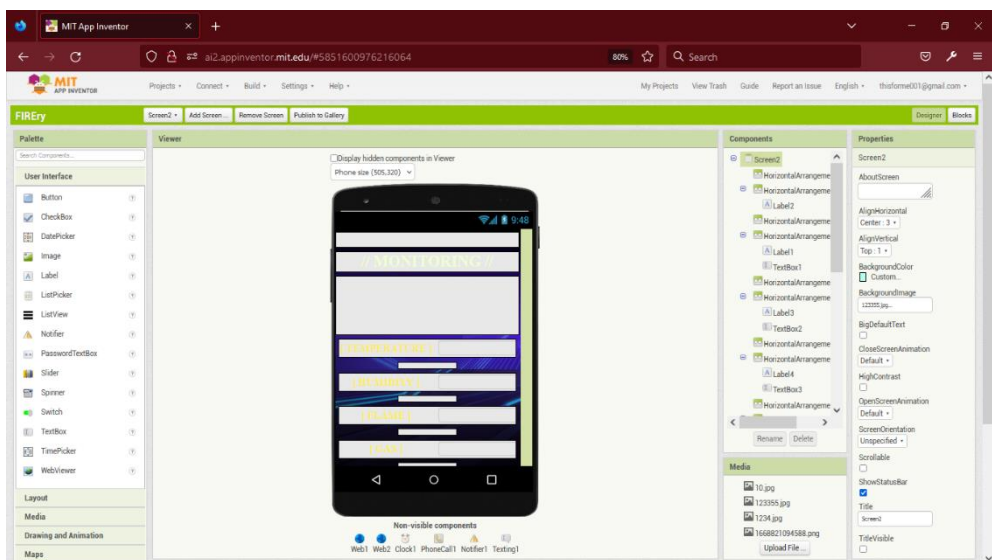 MIT App Inventor
ai2.appinventor.mit.edu/#5851600976216064
80%
Search
MIT
APP INVENTOR
Projects
Connect
Build
Settings
Help
My Projects
View Trash
Guide
Report an Issue
English
thisforme001@gmail.com
FIREry
Screen2
Add Screen ...
Remove Screen
Publish to Gallery
Designer
Blocks
Palette
Search Components...
User Interface
Button
CheckBox
DatePicker
Image
Label
ListPicker
ListView
Notifier
PasswordTextBox
Slider
Spinner
Switch
TextBox
TimePicker
WebViewer
Layout
Media
Drawing and Animation
Maps
Viewer
Display hidden components in Viewer
Phone size (505,320)
9:48
// MONITORING //
Non-visible components
Web1 Web2 Clock1 PhoneCall1 Notifier1 Texting1
Components
Screen2
HorizontalArrangeme
HorizontalArrangeme
Label2
HorizontalArrangeme
HorizontalArrangeme
Label1
TextBox1
HorizontalArrangeme
HorizontalArrangeme
Label3
TextBox2
HorizontalArrangeme
HorizontalArrangeme
Label4
TextBox3
HorizontalArrangeme
Rename
Delete
Media
10.jpg
123355.jpg
1234.jpg
1668821094588.png
Upload File ...
Properties
Screen2
AboutScreen
AlignHorizontal
Center : 3
AlignVertical
Top : 1
BackgroundColor
Custom...
BackgroundImage
123355.jpg...
BigDefaultText
CloseScreenAnimation
Default
HighContrast
OpenScreenAnimation
Default
ScreenOrientation
Unspecified
Scrollable
ShowStatusBar
Title
Screen2
TitleVisible